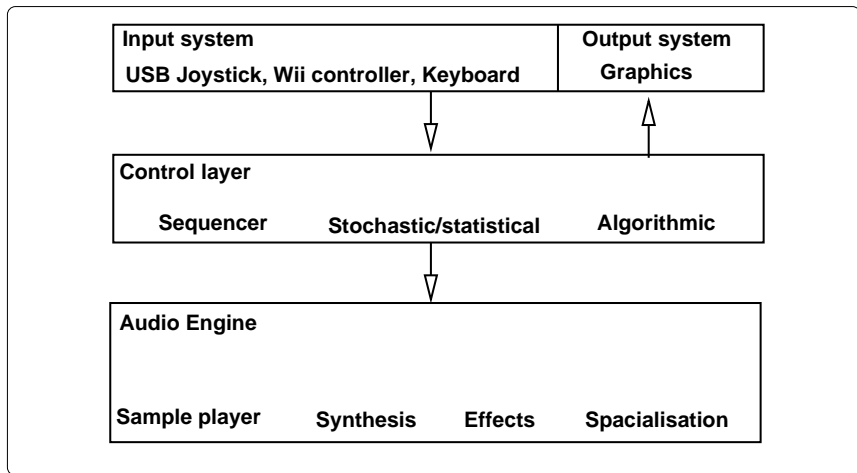 Input system
USB Joystick, Wii controller, Keyboard
Output system
Graphics
Control layer
Sequencer Stochastic/statistical Algorithmic
Audio Engine
Sample player Synthesis Effects Spacialisation